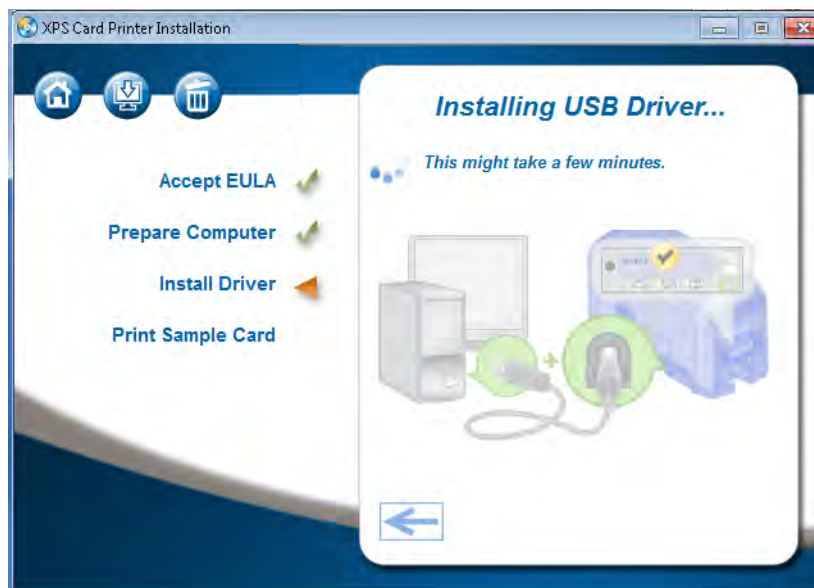 XPS Card Printer Installation
Installing USB Driver...
This might take a few minutes.
Accept EULA
Prepare Computer
Install Driver
Print Sample Card